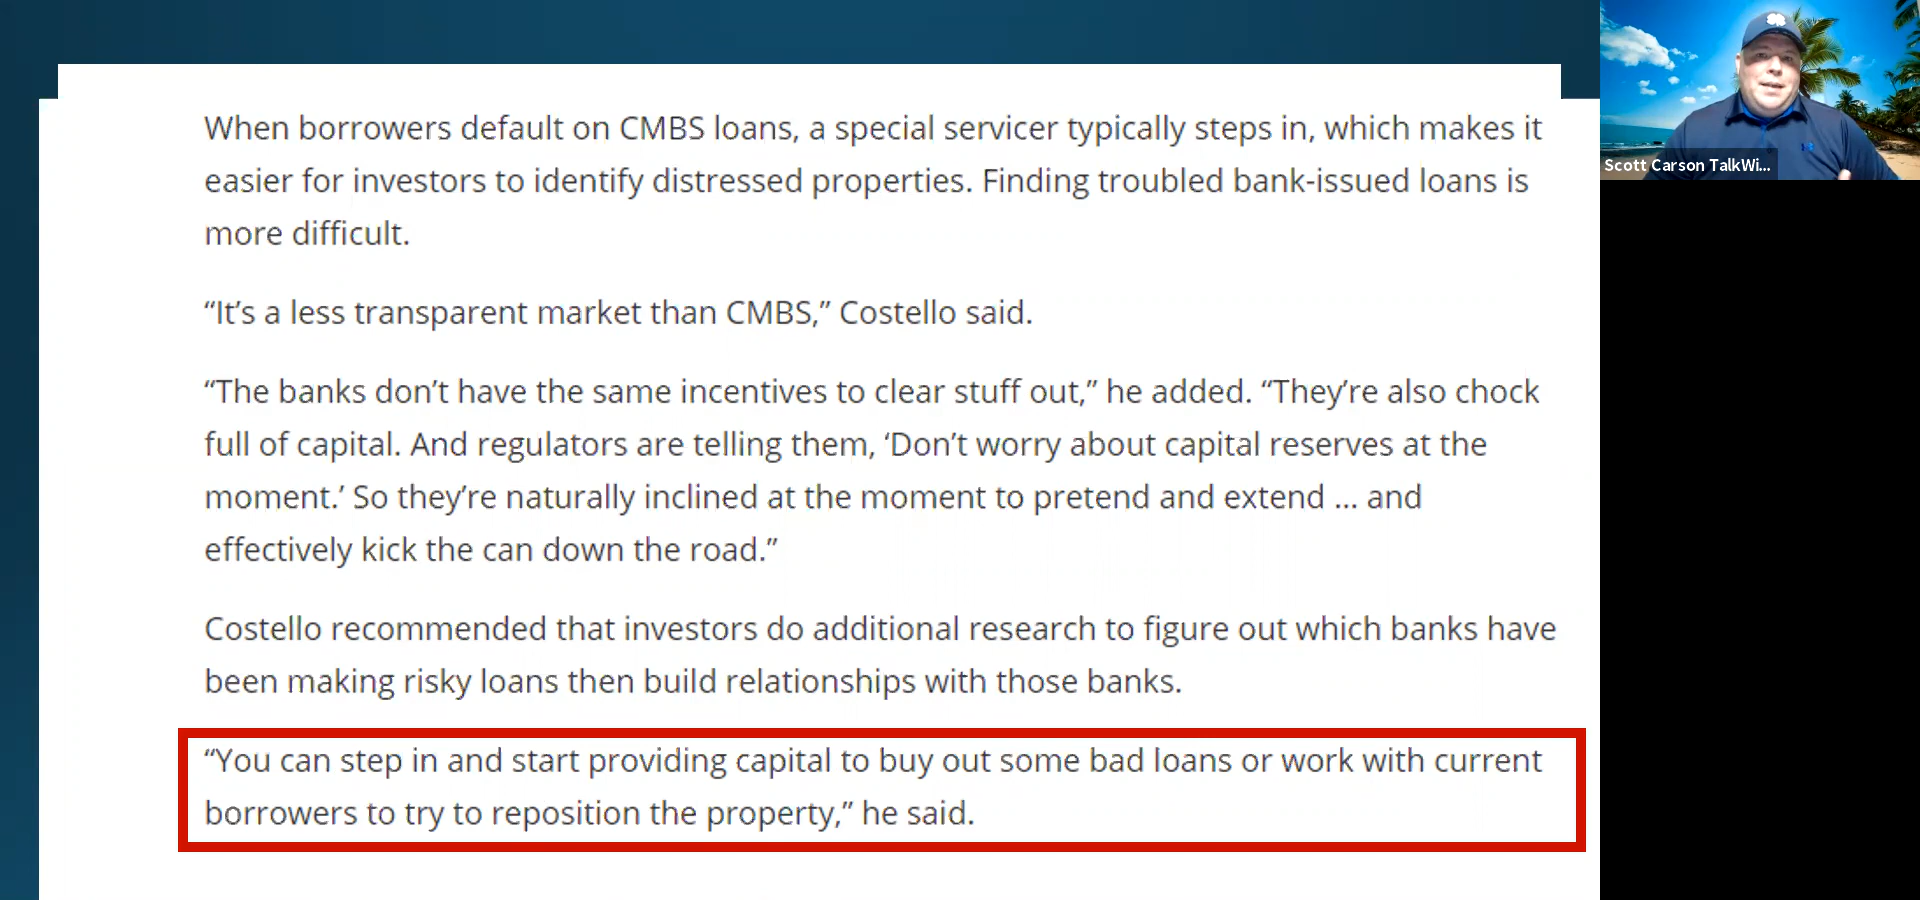 When borrowers default on CMBS loans, a special servicer typically steps in, which makes it
easier for investors to identify distressed properties. Finding troubled bank-issued loans is
more difficult.
“It’s a less transparent market than CMBS,” Costello said.
“The banks don’t have the same incentives to clear stuff out,” he added. “They’re also chock
full of capital. And regulators are telling them, ‘Don’t worry about capital reserves at the
moment.’ So they’re naturally inclined at the moment to pretend and extend … and
effectively kick the can down the road.”
Costello recommended that investors do additional research to figure out which banks have
been making risky loans then build relationships with those banks.
“You can step in and start providing capital to buy out some bad loans or work with current
borrowers to try to reposition the property,” he said.
Scott Carson TalkWi...